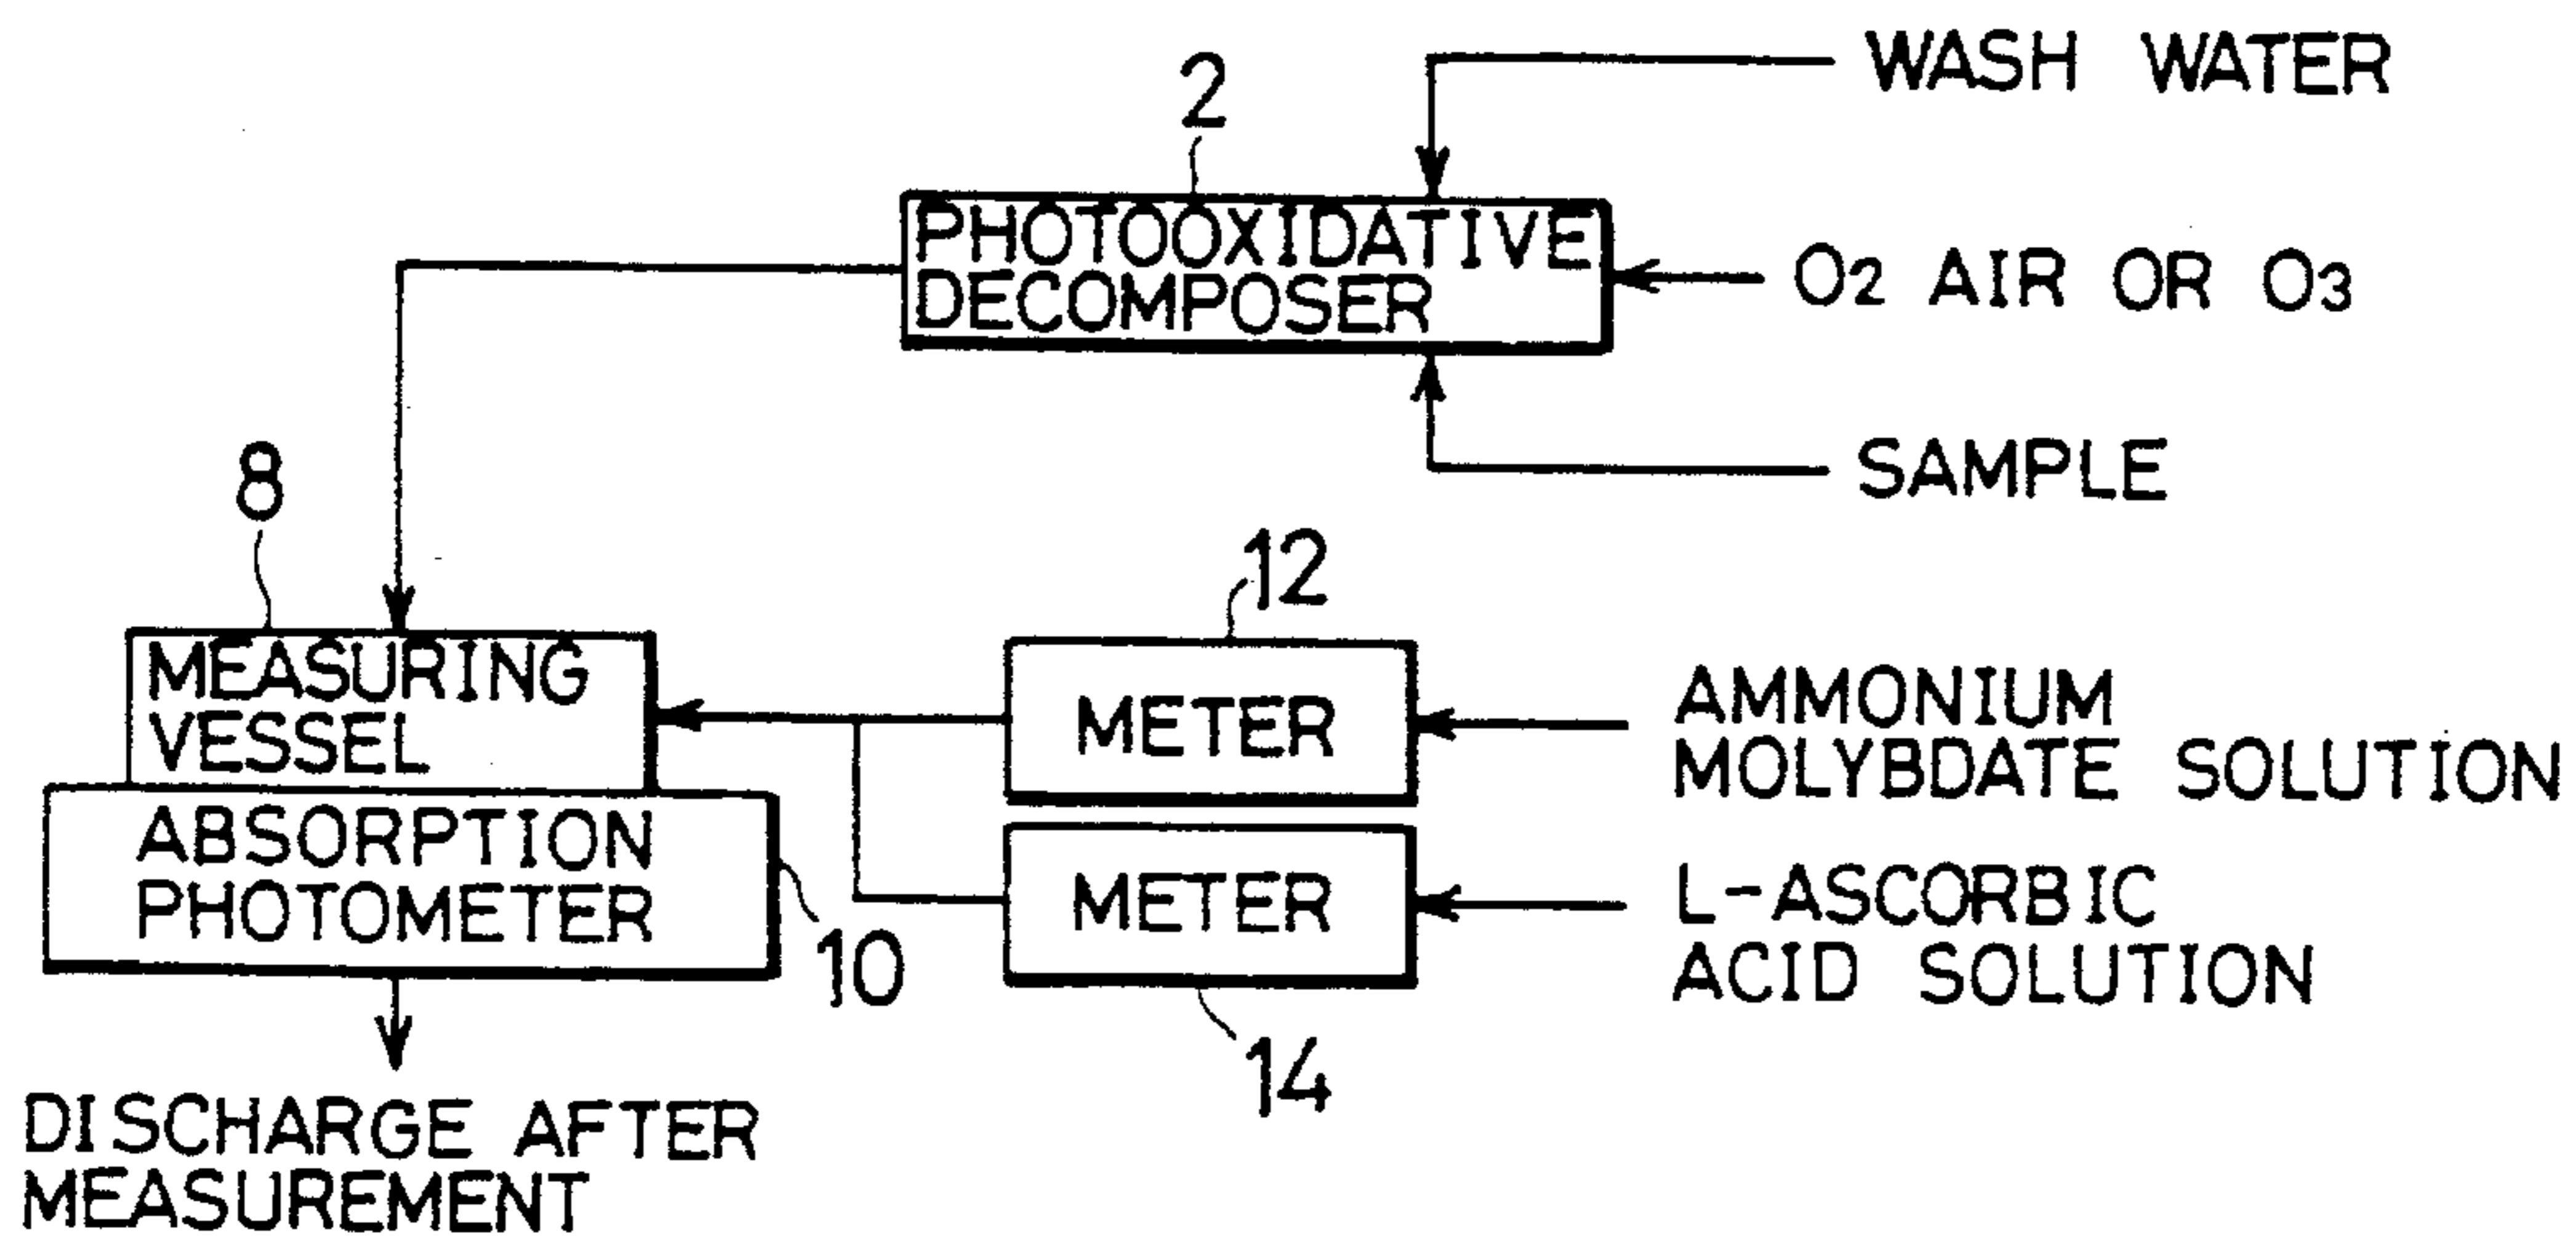 WASH WATER
2
PHOTOOXIDATIVE
DECOMPOSER
O2 AIR OR O3
SAMPLE
8
MEASURING
VESSEL
12
METER
AMMONIUM
MOLYBDATE SOLUTION
ABSORPTION
PHOTOMETER
10
METER
L-ASCORBIC
ACID SOLUTION
14
DISCHARGE AFTER
MEASUREMENT